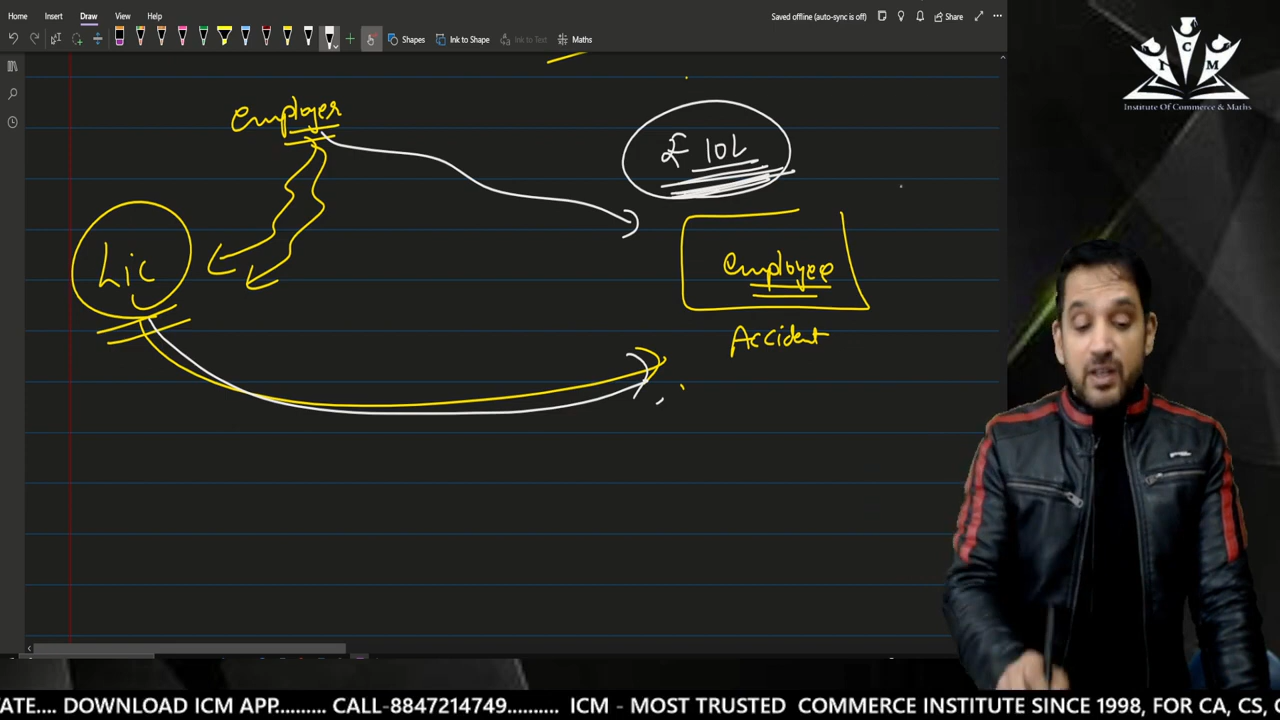 Home Insert Draw View Help
Saved offline (auto-sync is off)
Share
Shapes Ink to Shape Ink to Text Maths
Employer
£ 10L
Lic
employee
Accident
I C M
Institute Of Commerce & Maths
TATE.... DOWNLOAD ICM APP......... CALL-8847214749.......... ICM - MOST TRUSTED COMMERCE INSTITUTE SINCE 1998, FOR CA, CS,